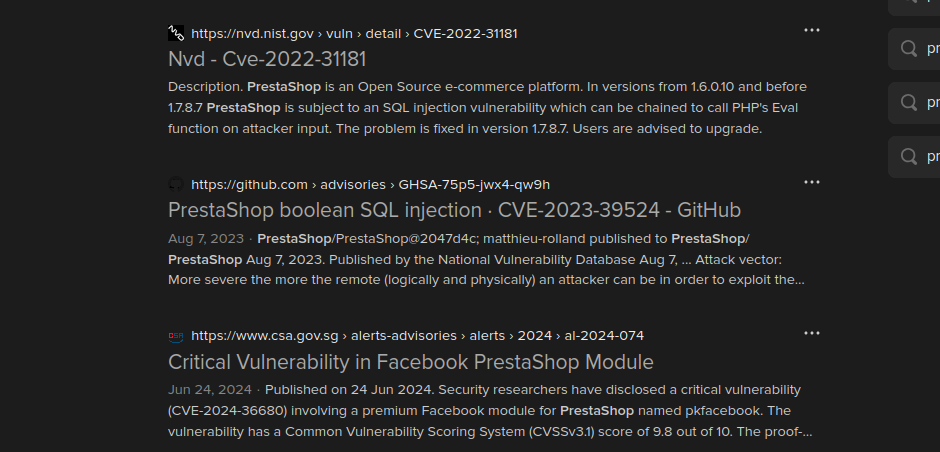 https://nvd.nist.gov › vuln › detail › CVE-2022-31181
Nvd - Cve-2022-31181
Description. PrestaShop is an Open Source e-commerce platform. In versions from 1.6.0.10 and before
1.7.8.7 PrestaShop is subject to an SQL injection vulnerability which can be chained to call PHP's Eval
function on attacker input. The problem is fixed in version 1.7.8.7. Users are advised to upgrade.
https://github.com › advisories › GHSA-75p5-jwx4-qw9h
PrestaShop boolean SQL injection · CVE-2023-39524 - GitHub
Aug 7, 2023 · PrestaShop/PrestaShop@2047d4c; matthieu-rolland published to PrestaShop/
PrestaShop Aug 7, 2023. Published by the National Vulnerability Database Aug 7, ... Attack vector:
More severe the more the remote (logically and physically) an attacker can be in order to exploit the...
https://www.csa.gov.sg › alerts-advisories › alerts › 2024 › al-2024-074
Critical Vulnerability in Facebook PrestaShop Module
Jun 24, 2024 · Published on 24 Jun 2024. Security researchers have disclosed a critical vulnerability
(CVE-2024-36680) involving a premium Facebook module for PrestaShop named pkfacebook. The
vulnerability has a Common Vulnerability Scoring System (CVSSv3.1) score of 9.8 out of 10. The proof-...
pr
pr
pr